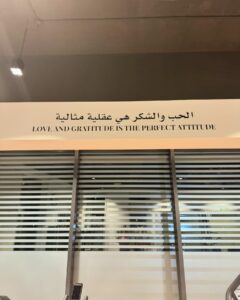 الحب والشكر هي عقلية مثالية
LOVE AND GRATITUDE IS THE PERFECT ATTITUDE